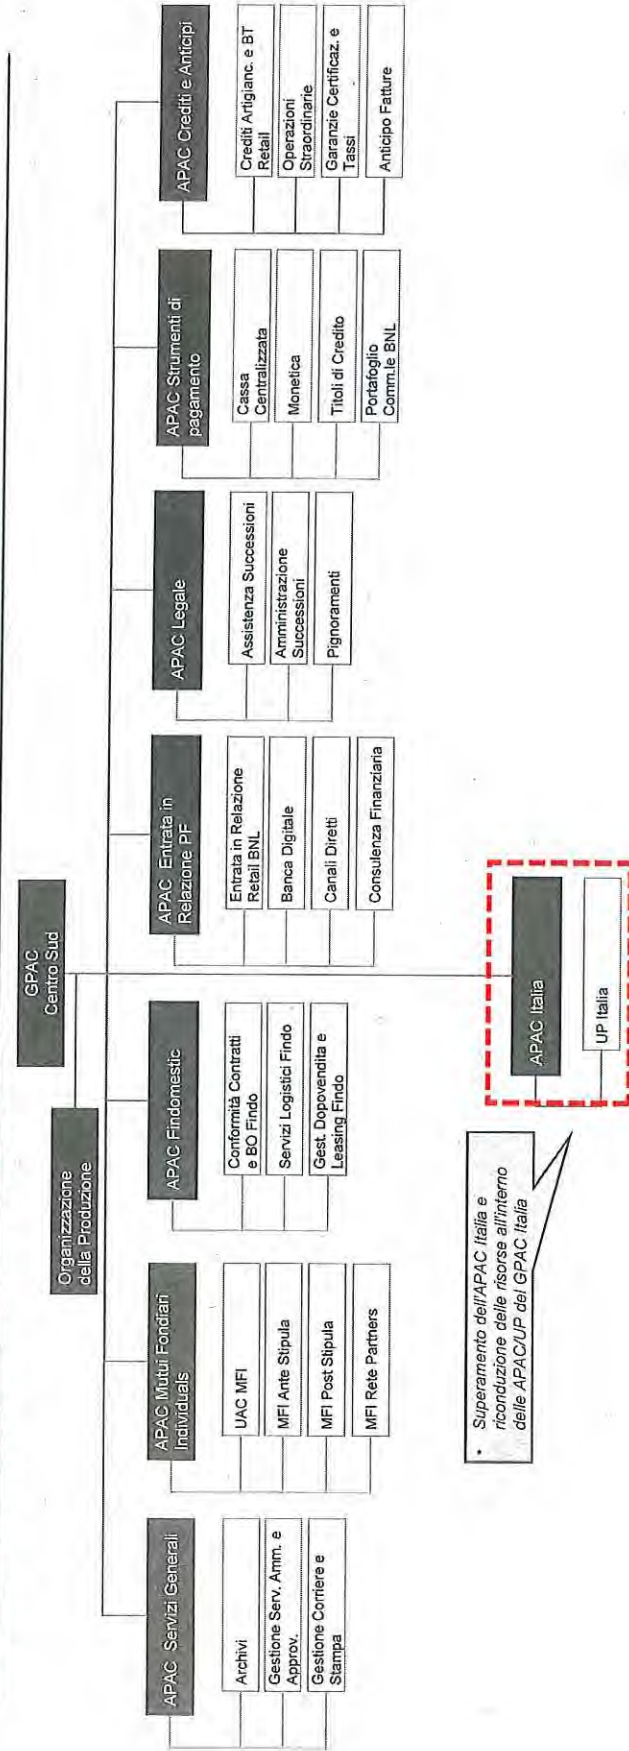 GPAC
Centro Sud
Organizzazione
della Produzione
APAC Servizi Generali
Archivi
Gestione Serv. Amm. e
Approv.
Gestione Corriere e
Stampa
APAC Mutui Fondiari
Individuals
UAC MFI
MFI Ante Stipula
MFI Post Stipula
MFI Rete Partners
APAC Findomestic
Conformità Contratti
e BO Findo
Servizi Logistici Findo
Gest. Dopovendita e
Leasing Findo
APAC Entrata in
Relazione PF
Entrata in Relazione
Retail BNL
Banca Digitale
Canali Diretti
Consulenza Finanziaria
APAC Legale
Assistenza Successioni
Amministrazione
Successioni
Pignoramenti
APAC Strumenti di
pagamento
Cassa
Centralizzata
Monetica
Titoli di Credito
Portafoglio
Comm.le BNL
APAC Crediti e Anticipi
Crediti Artigianc. e BT
Retail
Operazioni
Straordinarie
Garanzie Certificaz. e
Tassi
Anticipo Fatture
APAC Italia
UP Italia
• Superamento dell'APAC Italia e
riconduzione delle risorse all'interno
delle APAC/UP del GPAC Italia